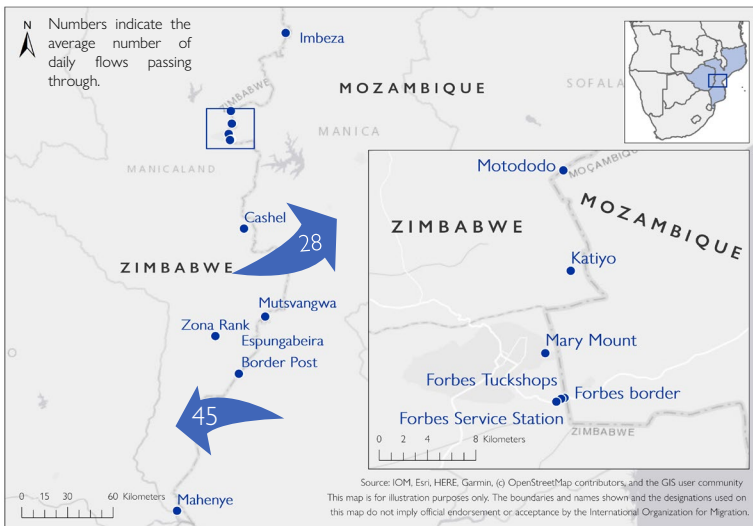 N
Numbers indicate the
average number of
daily flows passing
through.
Imbeza
ZIMBABWE
MOZAMBIQUE
SOFALA
MANICA
MANICALAND
Cashel
28
ZIMBABWE
Mutsvangwa
Zona Rank
Espungabeira
Border Post
45
Mahenye
0 15 30 60 Kilometers
Motododo
MOÇAMBIQUE
ZIMBABWE
MOZAMBIQUE
Katiyo
Mary Mount
Forbes Tuckshops
Forbes border
Forbes Service Station
ZIMBABWE
0 2 4 8 Kilometers
Source: IOM, Esri, HERE, Garmin, (c) OpenStreetMap contributors, and the GIS user community
This map is for illustration purposes only. The boundaries and names shown and the designations used on
this map do not imply official endorsement or acceptance by the International Organization for Migration.